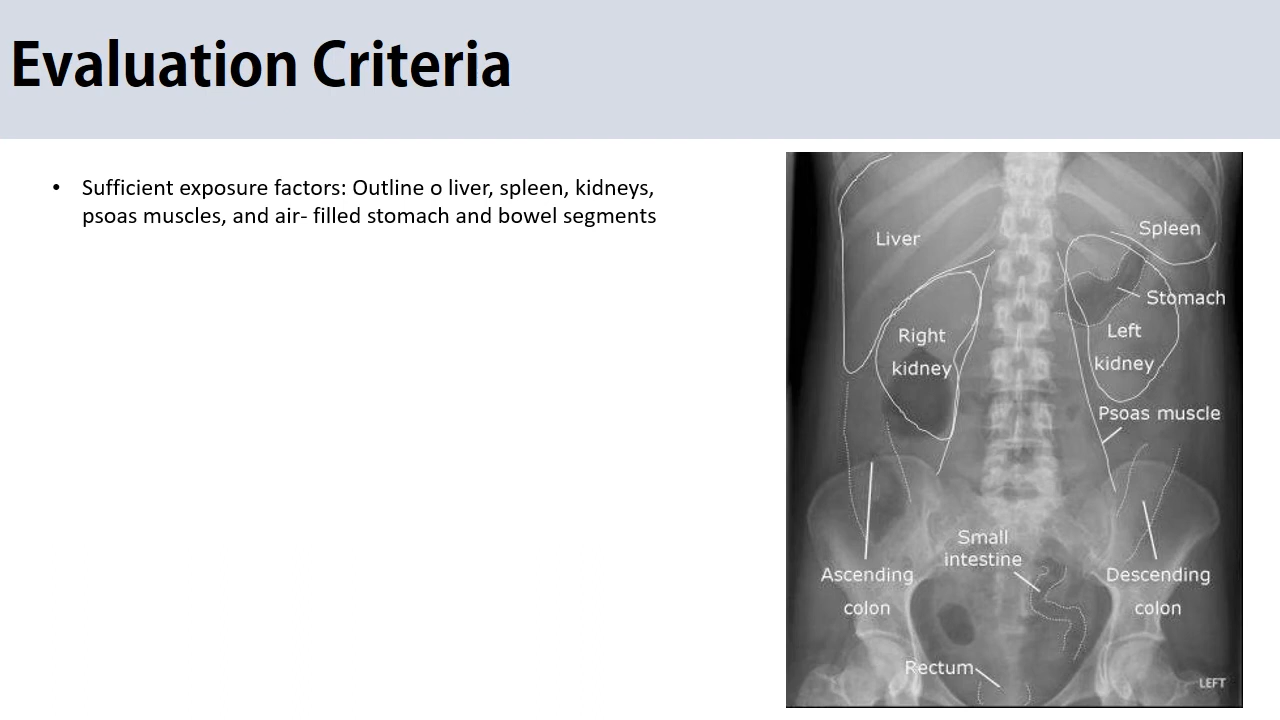 Evaluation Criteria
• Sufficient exposure factors: Outline o liver, spleen, kidneys,
psoas muscles, and air- filled stomach and bowel segments
Liver
Spleen
Stomach
Right
kidney
Left
kidney
Psoas muscle
Small
intestine
Ascending
colon
Descending
colon
Rectum
LEFT